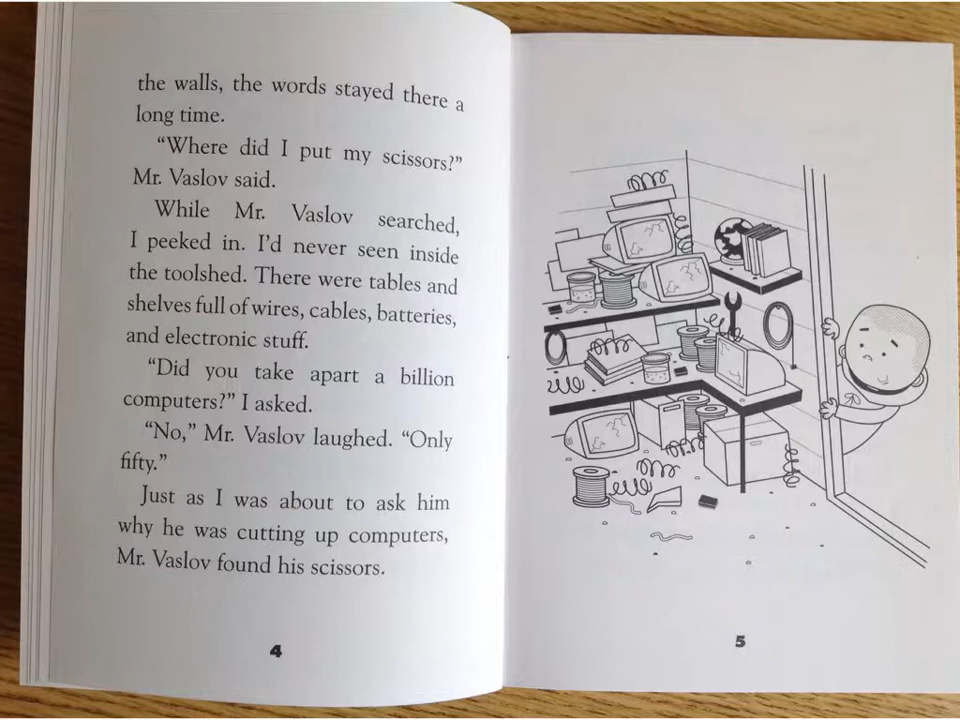 the walls, the words stayed there a
long time.
“Where did I put my scissors?”
Mr. Vaslov said.
While Mr. Vaslov searched,
I peeked in. I’d never seen inside
the toolshed. There were tables and
shelves full of wires, cables, batteries,
and electronic stuff.
“Did you take apart a billion
computers?” I asked.
“No,” Mr. Vaslov laughed. “Only
fifty.”
Just as I was about to ask him
why he was cutting up computers,
Mr. Vaslov found his scissors.
4
5